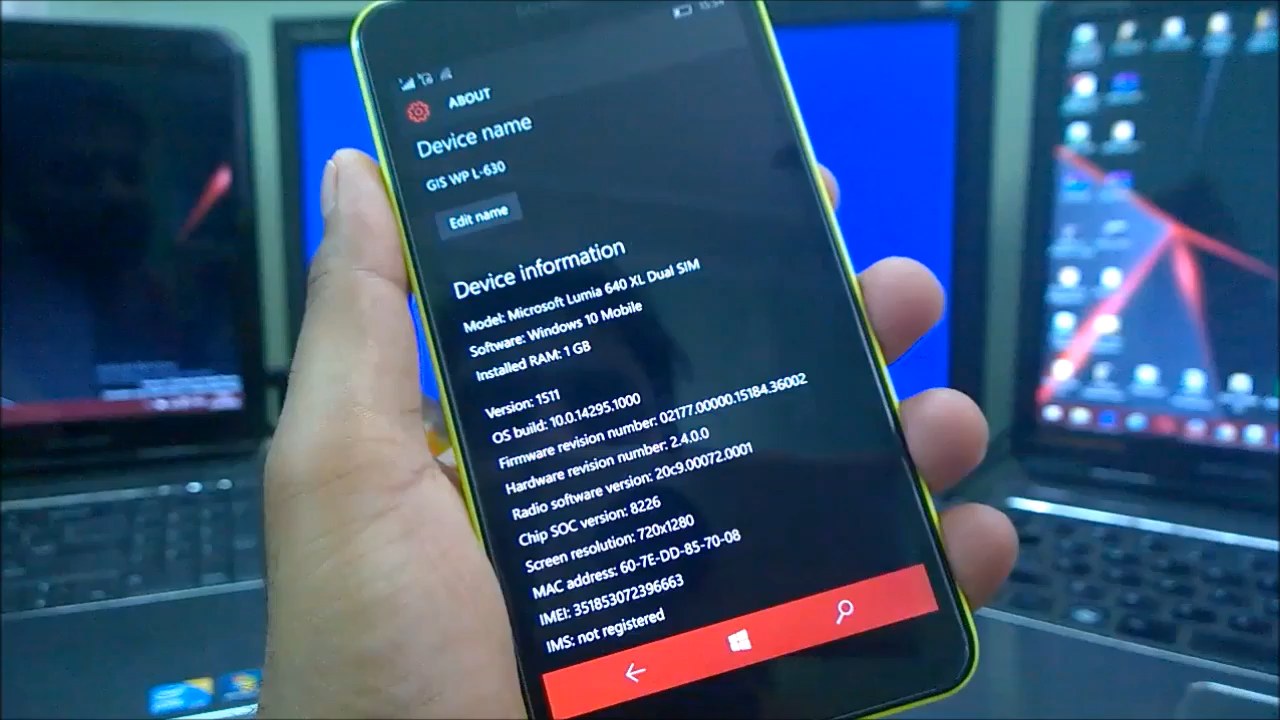 ABOUT
Device name
GIS WP L-630
Edit name
Device information
Model: Microsoft Lumia 640 XL Dual SIM
Software: Windows 10 Mobile
Installed RAM: 1 GB
Version: 1511
OS build: 10.0.14295.1000
Firmware revision number: 02177.00000.15184.36002
Hardware revision number: 2.4.0.0
Radio software version: 20c9.00072.0001
Chip SOC version: 8226
Screen resolution: 720x1280
MAC address: 60-7E-DD-85-70-08
IMEI: 351853072396663
IMS: not registered